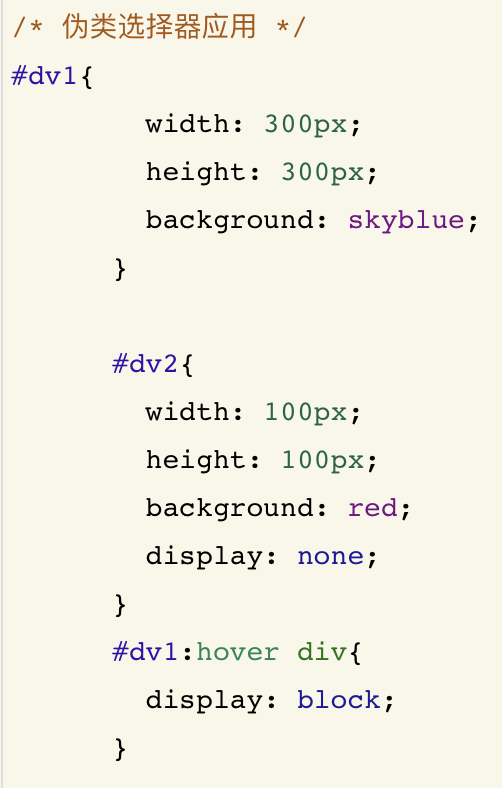 /* 伪类选择器应用 */
#dv1{
width: 300px;
height: 300px;
background: skyblue;
}
#dv2{
width: 100px;
height: 100px;
background: red;
display: none;
}
#dv1:hover div{
display: block;
}